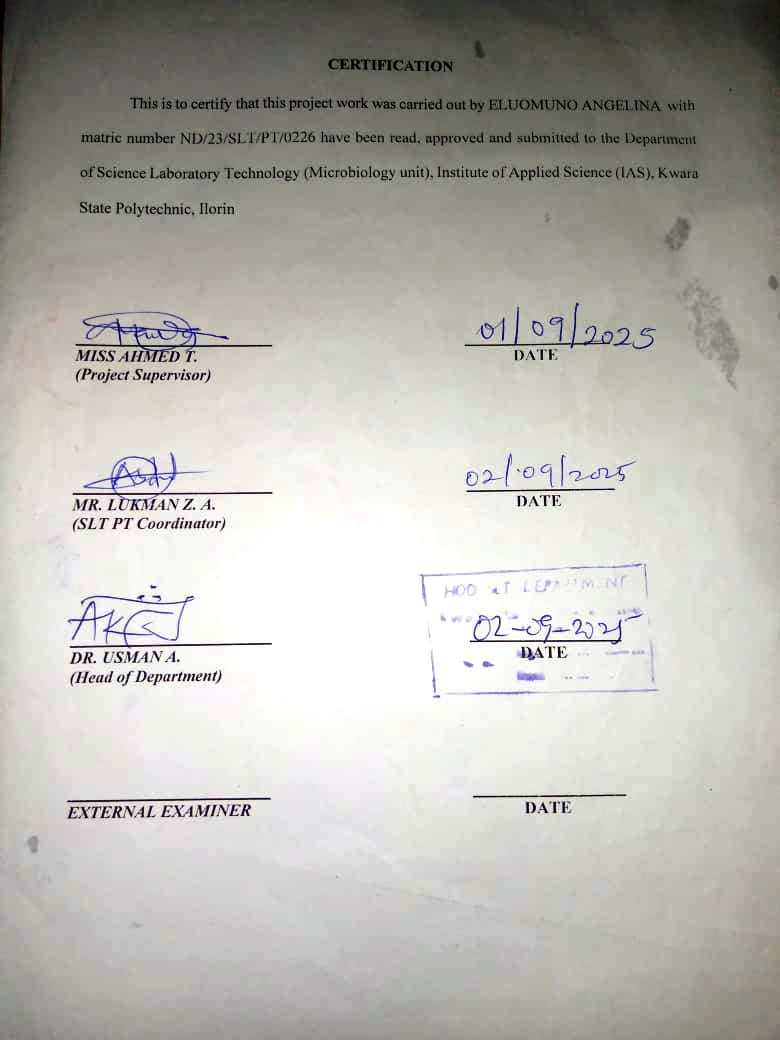 CERTIFICATION
This is to certify that this project work was carried out by ELUOMUNO ANGELINA with
matric number ND/23/SLT/PT/0226 have been read, approved and submitted to the Department
of Science Laboratory Technology (Microbiology unit), Institute of Applied Science (IAS), Kwara
State Polytechnic, Ilorin
01/09/2025
MISS AHMED T. DATE
(Project Supervisor)
02/09/2025
MR. LUKMAN Z. A. DATE
(SLT PT Coordinator)
HOD
02-09-2025
DR. USMAN A. DATE
(Head of Department)
EXTERNAL EXAMINER DATE